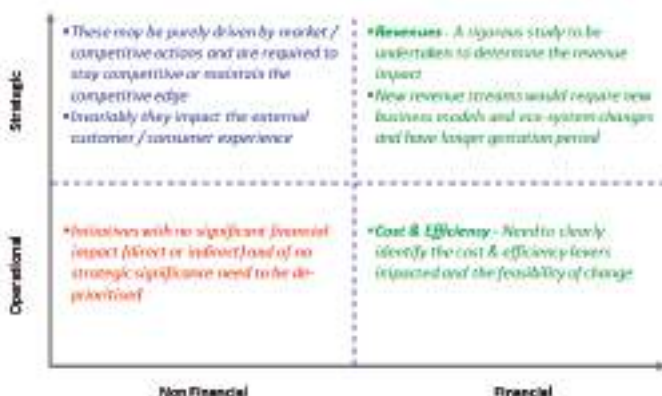 Strategic
•These may be purely driven by market /
competitive actions and are required to
stay competitive or maintain the
competitive edge
•Invariably they impact the external
customer / consumer experience
•Revenues - A rigorous study to be
undertaken to determine the revenue
impact
•New revenue streams would require new
business models and eco-system changes
and have longer gestation period
Operational
•Initiatives with no significant financial
impact (direct or indirect) and of no
strategic significance need to be de-
prioritised
•Cost & Efficiency - Need to clearly
identify the cost & efficiency levers
impacted and the feasibility of change
Non Financial
Financial